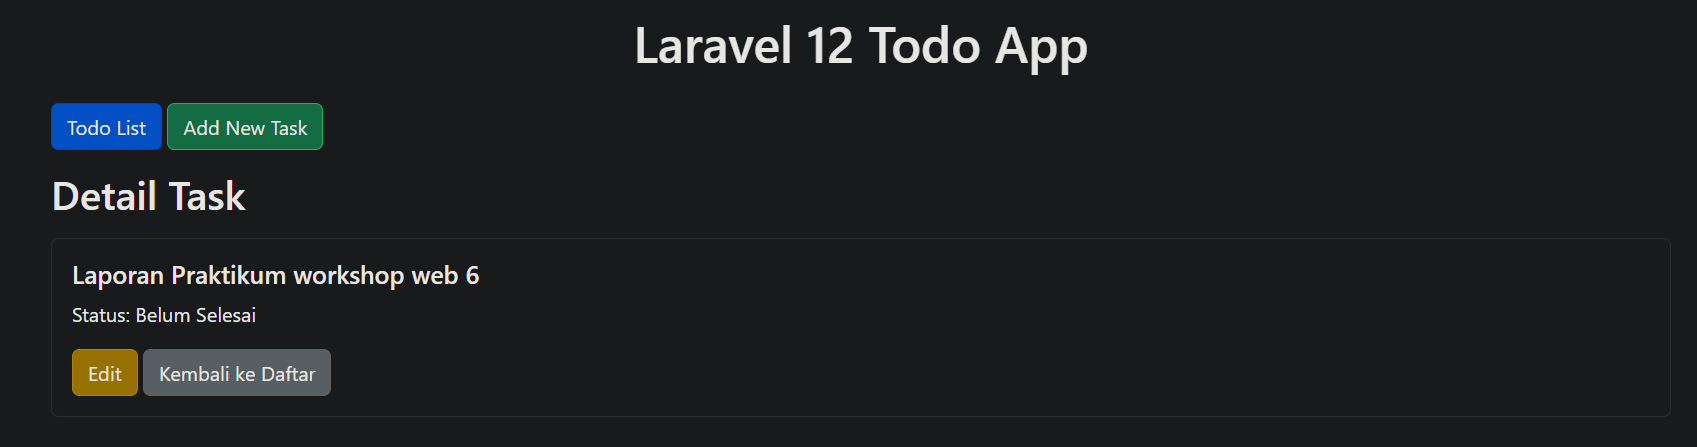 Laravel 12 Todo App
Todo List Add New Task
Detail Task
Laporan Praktikum workshop web 6
Status: Belum Selesai
Edit Kembali ke Daftar